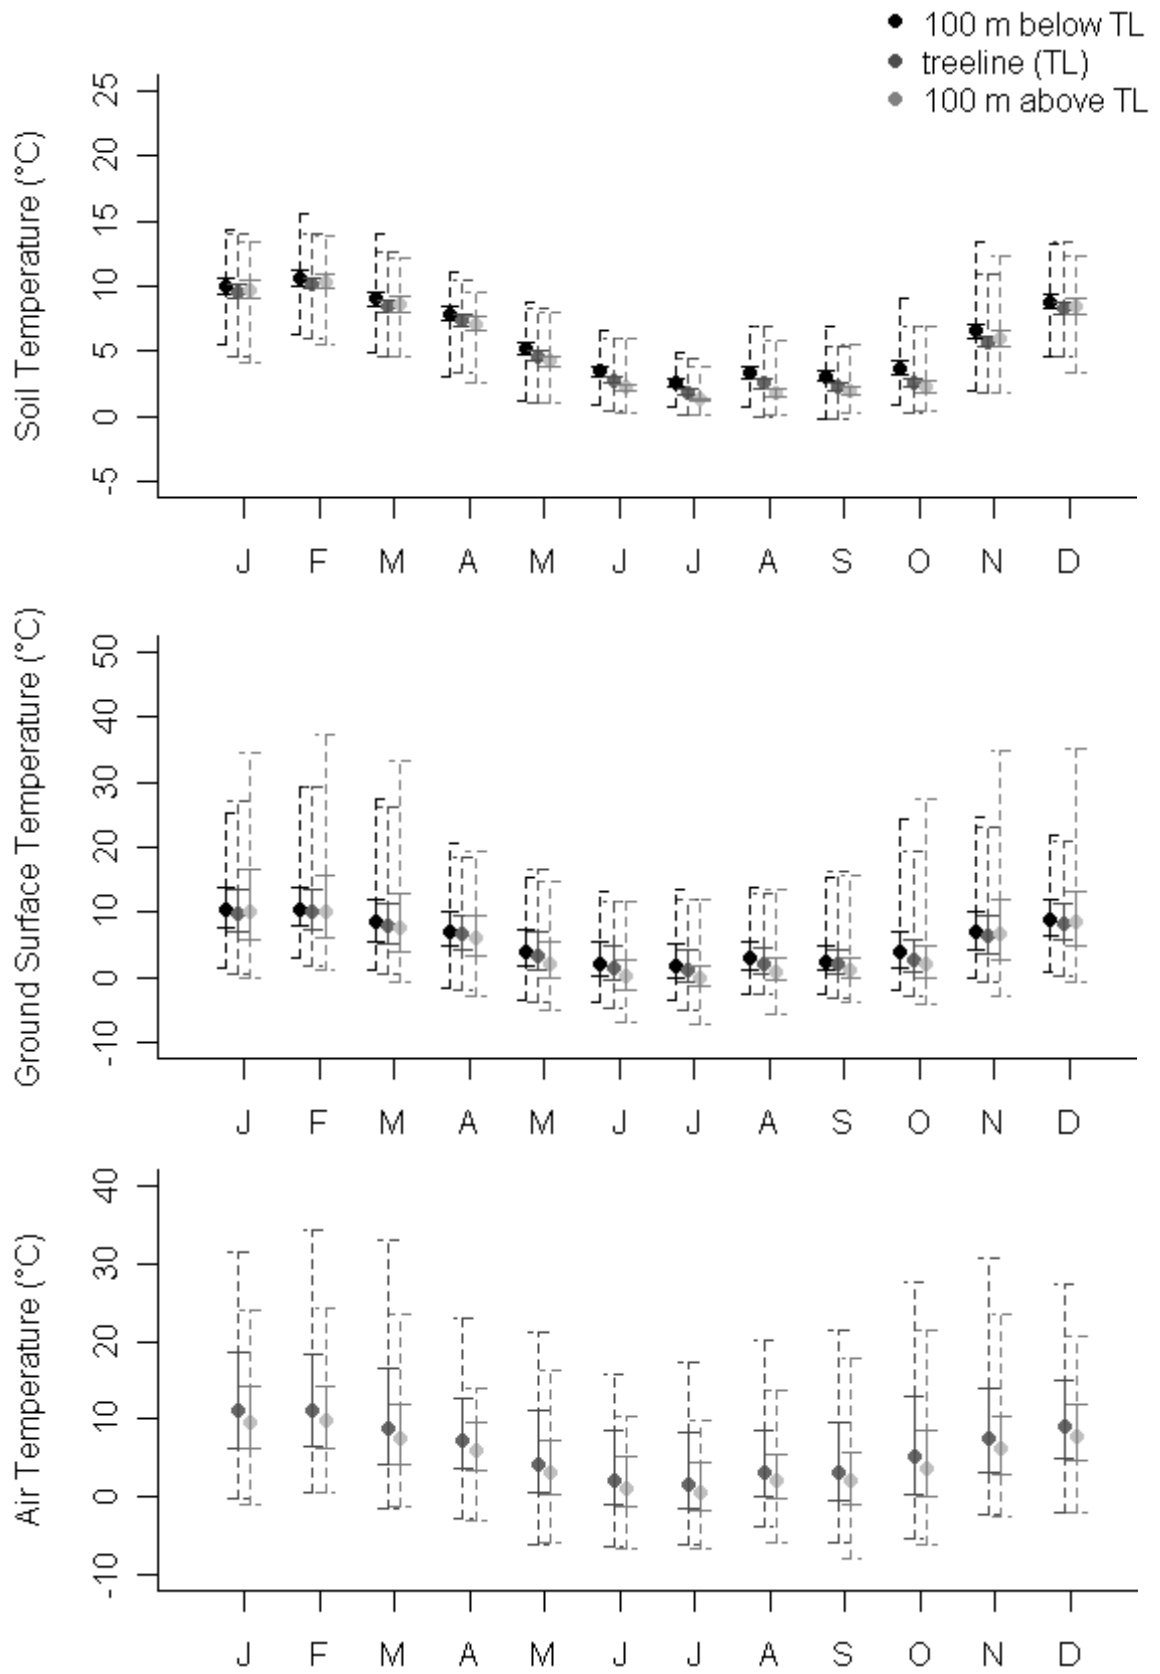 100 m below TL
treeline (TL)
100 m above TL
Soil Temperature (°C)
25
20
15
10
5
0
-5
J F M A M J J A S O N D
Ground Surface Temperature (°C)
50
40
30
20
10
0
-10
J F M A M J J A S O N D
Air Temperature (°C)
40
30
20
10
0
-10
J F M A M J J A S O N D